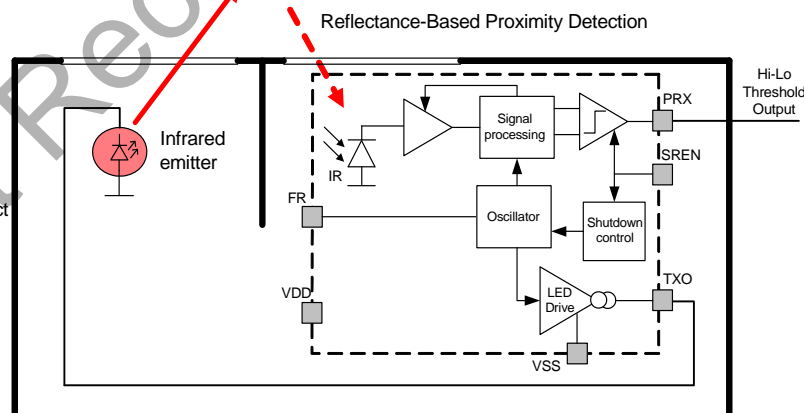 Reflectance-Based Proximity Detection
Hi-Lo
Threshold
Output
PRX
Signal
processing
Infrared
emitter
IR
SREN
FR
Oscillator
Shutdown
control
VDD
TXO
LED
Drive
VSS